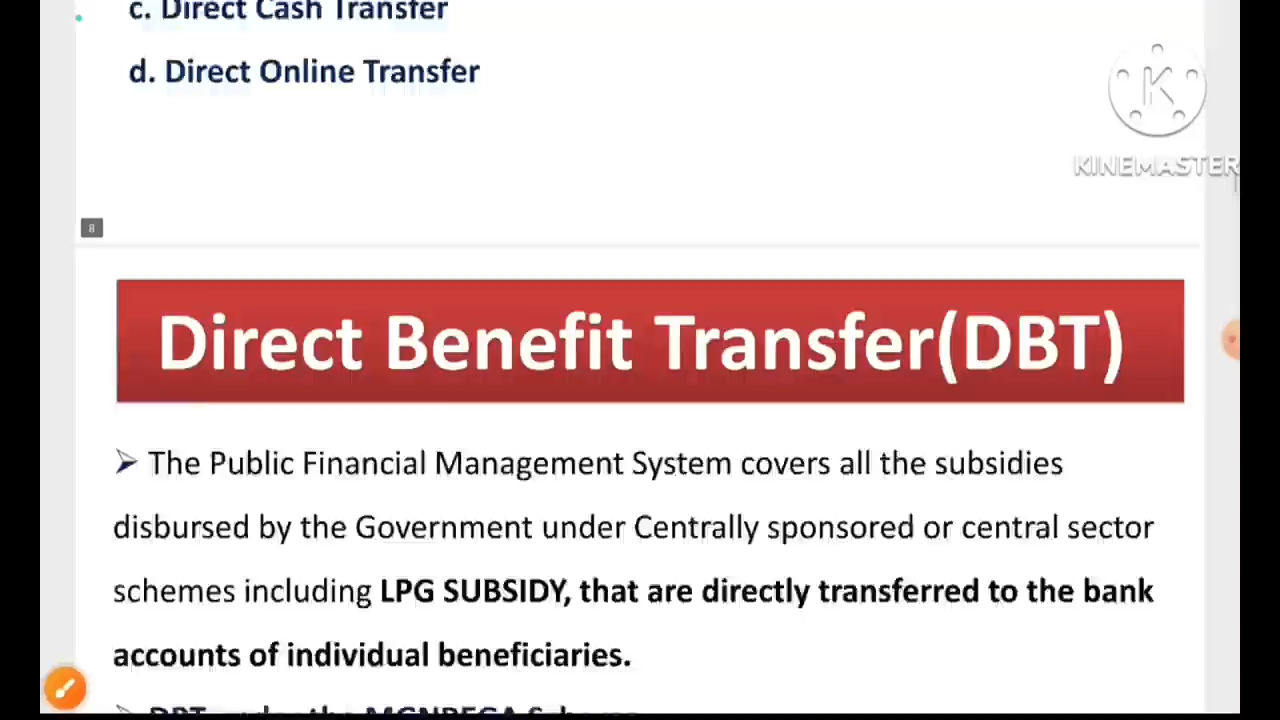 c. Direct Cash Transfer
d. Direct Online Transfer
K
KINEMASTER
8
Direct Benefit Transfer(DBT)
➤ The Public Financial Management System covers all the subsidies
disbursed by the Government under Centrally sponsored or central sector
schemes including LPG SUBSIDY, that are directly transferred to the bank
accounts of individual beneficiaries.